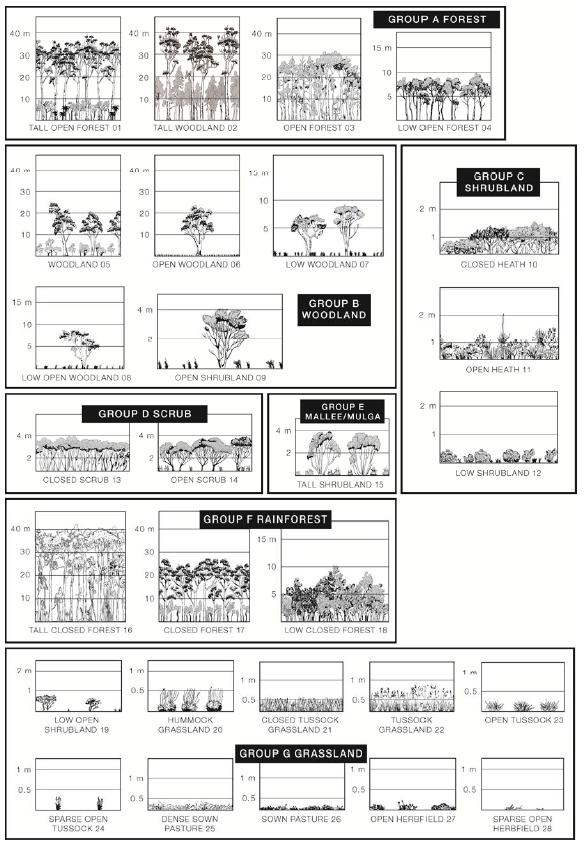 GROUP A FOREST
40 m
30
20
10
TALL OPEN FOREST 01
40 m
30
20
10
TALL WOODLAND 02
40 m
30
20
10
OPEN FOREST 03
15 m
10
5
LOW OPEN FOREST 04
40 m
30
20
10
WOODLAND 05
40 m
30
20
10
OPEN WOODLAND 06
15 m
10
5
LOW WOODLAND 07
15 m
10
5
LOW OPEN WOODLAND 08
4 m
2
OPEN SHRUBLAND 09
GROUP B
WOODLAND
GROUP C
SHRUBLAND
2 m
1
CLOSED HEATH 10
2 m
1
OPEN HEATH 11
2 m
1
LOW SHRUBLAND 12
GROUP D SCRUB
4 m
2
CLOSED SCRUB 13
4 m
2
OPEN SCRUB 14
GROUP E
MALLEE/MULGA
4 m
2
TALL SHRUBLAND 15
GROUP F RAINFOREST
40 m
30
20
10
TALL CLOSED FOREST 16
40 m
30
20
10
CLOSED FOREST 17
15 m
10
5
LOW CLOSED FOREST 18
2 m
1
LOW OPEN
SHRUBLAND 19
1 m
0.5
HUMMOCK
GRASSLAND 20
1 m
0.5
CLOSED TUSSOCK
GRASSLAND 21
1 m
0.5
TUSSOCK
GRASSLAND 22
1 m
0.5
OPEN TUSSOCK 23
GROUP G GRASSLAND
1 m
0.5
SPARSE OPEN
TUSSOCK 24
1 m
0.5
DENSE SOWN
PASTURE 25
1 m
0.5
SOWN PASTURE 26
1 m
0.5
OPEN HERBFIELD 27
1 m
0.5
SPARSE OPEN
HERBFIELD 28